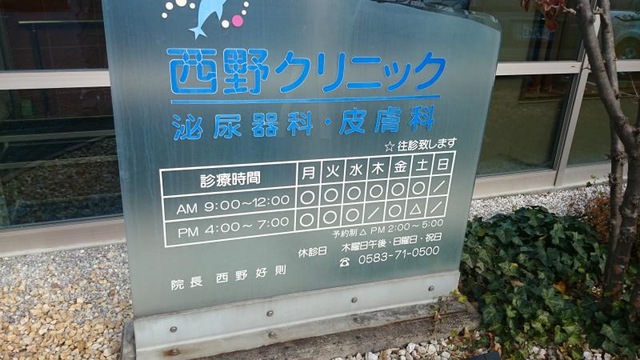 西野クリニック
泌尿器科・皮膚科
☆往診致します
診療時間 月 火 水 木 金 土 日
AM 9:00〜12:00 ○ ○ ○ ○ ○ ○ /
PM 4:00〜7:00 ○ ○ ○ / ○ △ /
予約制 △ PM 2:00〜5:00
休診日 木曜日午後・日曜日・祝日
院長 西野好則 ☎ 0583-71-0500